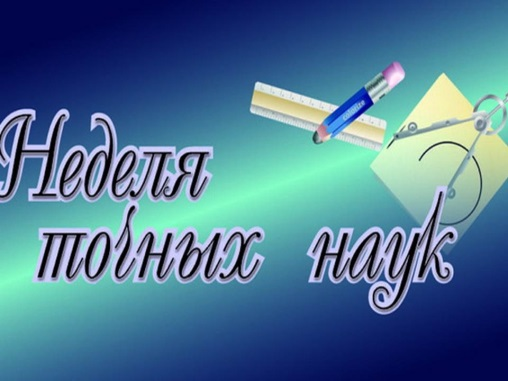 Неделя
точных наук